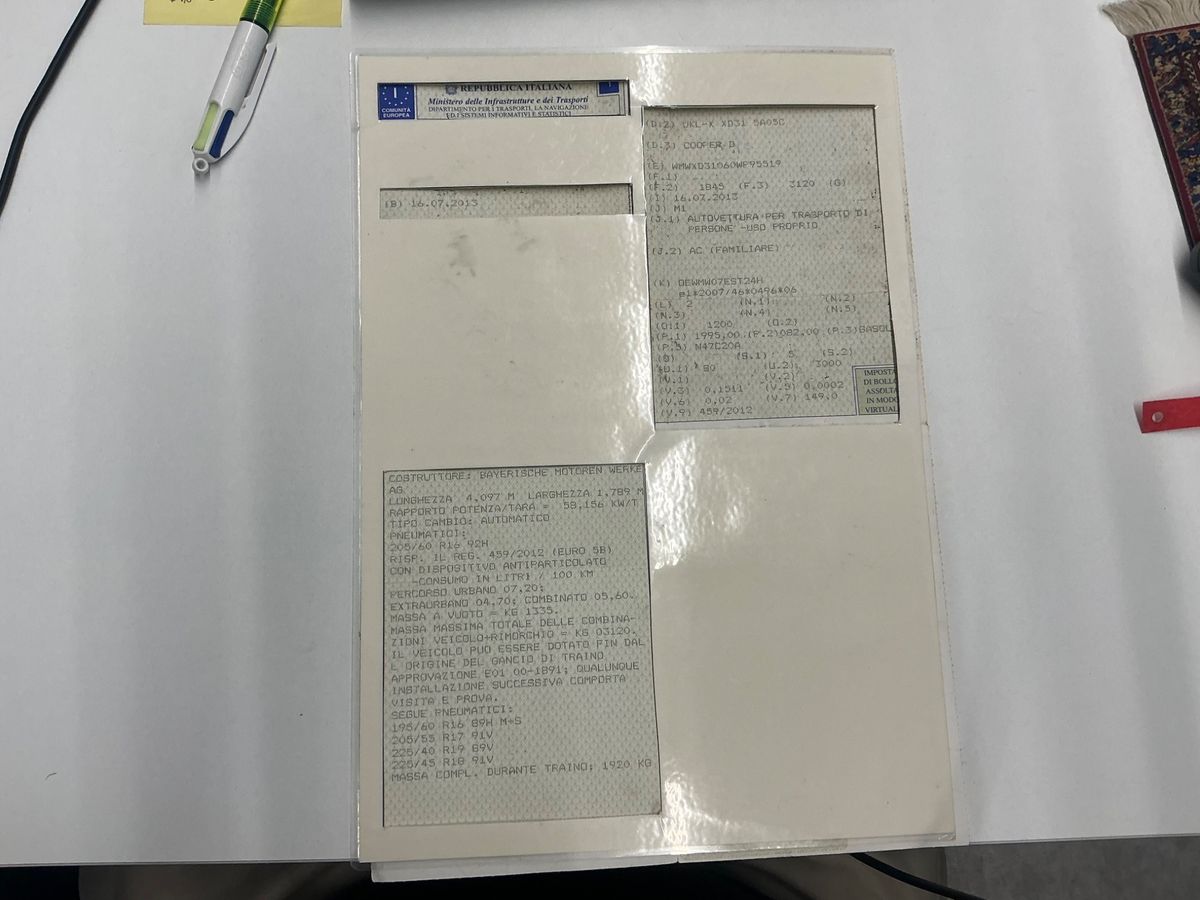 I
COMUNITÀ
EUROPEA
REPUBBLICA ITALIANA
Ministero delle Infrastrutture e dei Trasporti
DIPARTIMENTO PER I TRASPORTI, LA NAVIGAZIONE
ED I SISTEMI INFORMATIVI E STATISTICI
(B) 16.07.2013
(D.2) UKL-K XD31 5A05C
(D.3) COOPER D
(E) WMWXD31060WP95519
(F.1)
(F.2) 1845 (F.3) 3120 (G)
(I) 16.07.2013
(J) M1
(J.1) AUTOVETTURA PER TRASPORTO DI
PERSONE -USO PROPRIO
(J.2) AC (FAMILIARE)
(K) OEWMW07EST24H
e1*2007/46*0496*06
(L) 2 (N.1) (N.2)
(N.3) (N.4) (N.5)
(O.1) 1200 (O.2)
(P.1) 1995,00 (P.2)082,00 (P.3)GASOL
(P.5) N47C20A
(Q) (S.1) 5 (S.2)
(U.1) 80 (U.2) 3000
(V.1) (V.2)
(V.3) 0,1511 (V.5) 0,0002
(V.6) 0,02 (V.7) 149,0
(V.9) 459/2012
IMPOSTA
DI BOLLO
ASSOLTA
IN MODO
VIRTUAL
COSTRUTTORE: BAYERISCHE MOTOREN WERKE
AG
LUNGHEZZA 4,097 M LARGHEZZA 1,789 M
RAPPORTO POTENZA/TARA = 58,156 KW/T
TIPO CAMBIO: AUTOMATICO
PNEUMATICI:
205/60 R16 92H
RISP. IL REG. 459/2012 (EURO 5B)
CON DISPOSITIVO ANTIPARTICOLATO
-CONSUMO IN LITRI / 100 KM
PERCORSO URBANO 07,20;
EXTRAURBANO 04,70; COMBINATO 05,60.
MASSA A VUOTO = KG 1335.
MASSA MASSIMA TOTALE DELLE COMBINA-
ZIONI VEICOLO+RIMORCHIO = KG 03120.
IL VEICOLO PUO ESSERE DOTATO FIN DAL
L ORIGINE DEL GANCIO DI TRAINO
APPROVAZIONE E01 00-1891; QUALUNQUE
INSTALLAZIONE SUCCESSIVA COMPORTA
VISITA E PROVA.
SEGUE PNEUMATICI:
195/60 R16 89H M+S
205/55 R17 91V
225/40 R19 89V
225/45 R18 91V
MASSA COMPL. DURANTE TRAINO: 1920 KG